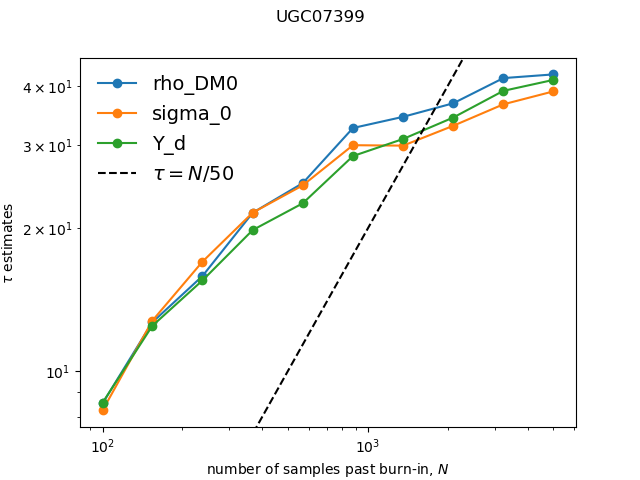 UGC07399
rho_DM0
sigma_0
Y_d
τ = N/50
4 × 10¹
3 × 10¹
2 × 10¹
10¹
τ estimates
10² 10³
number of samples past burn-in, N